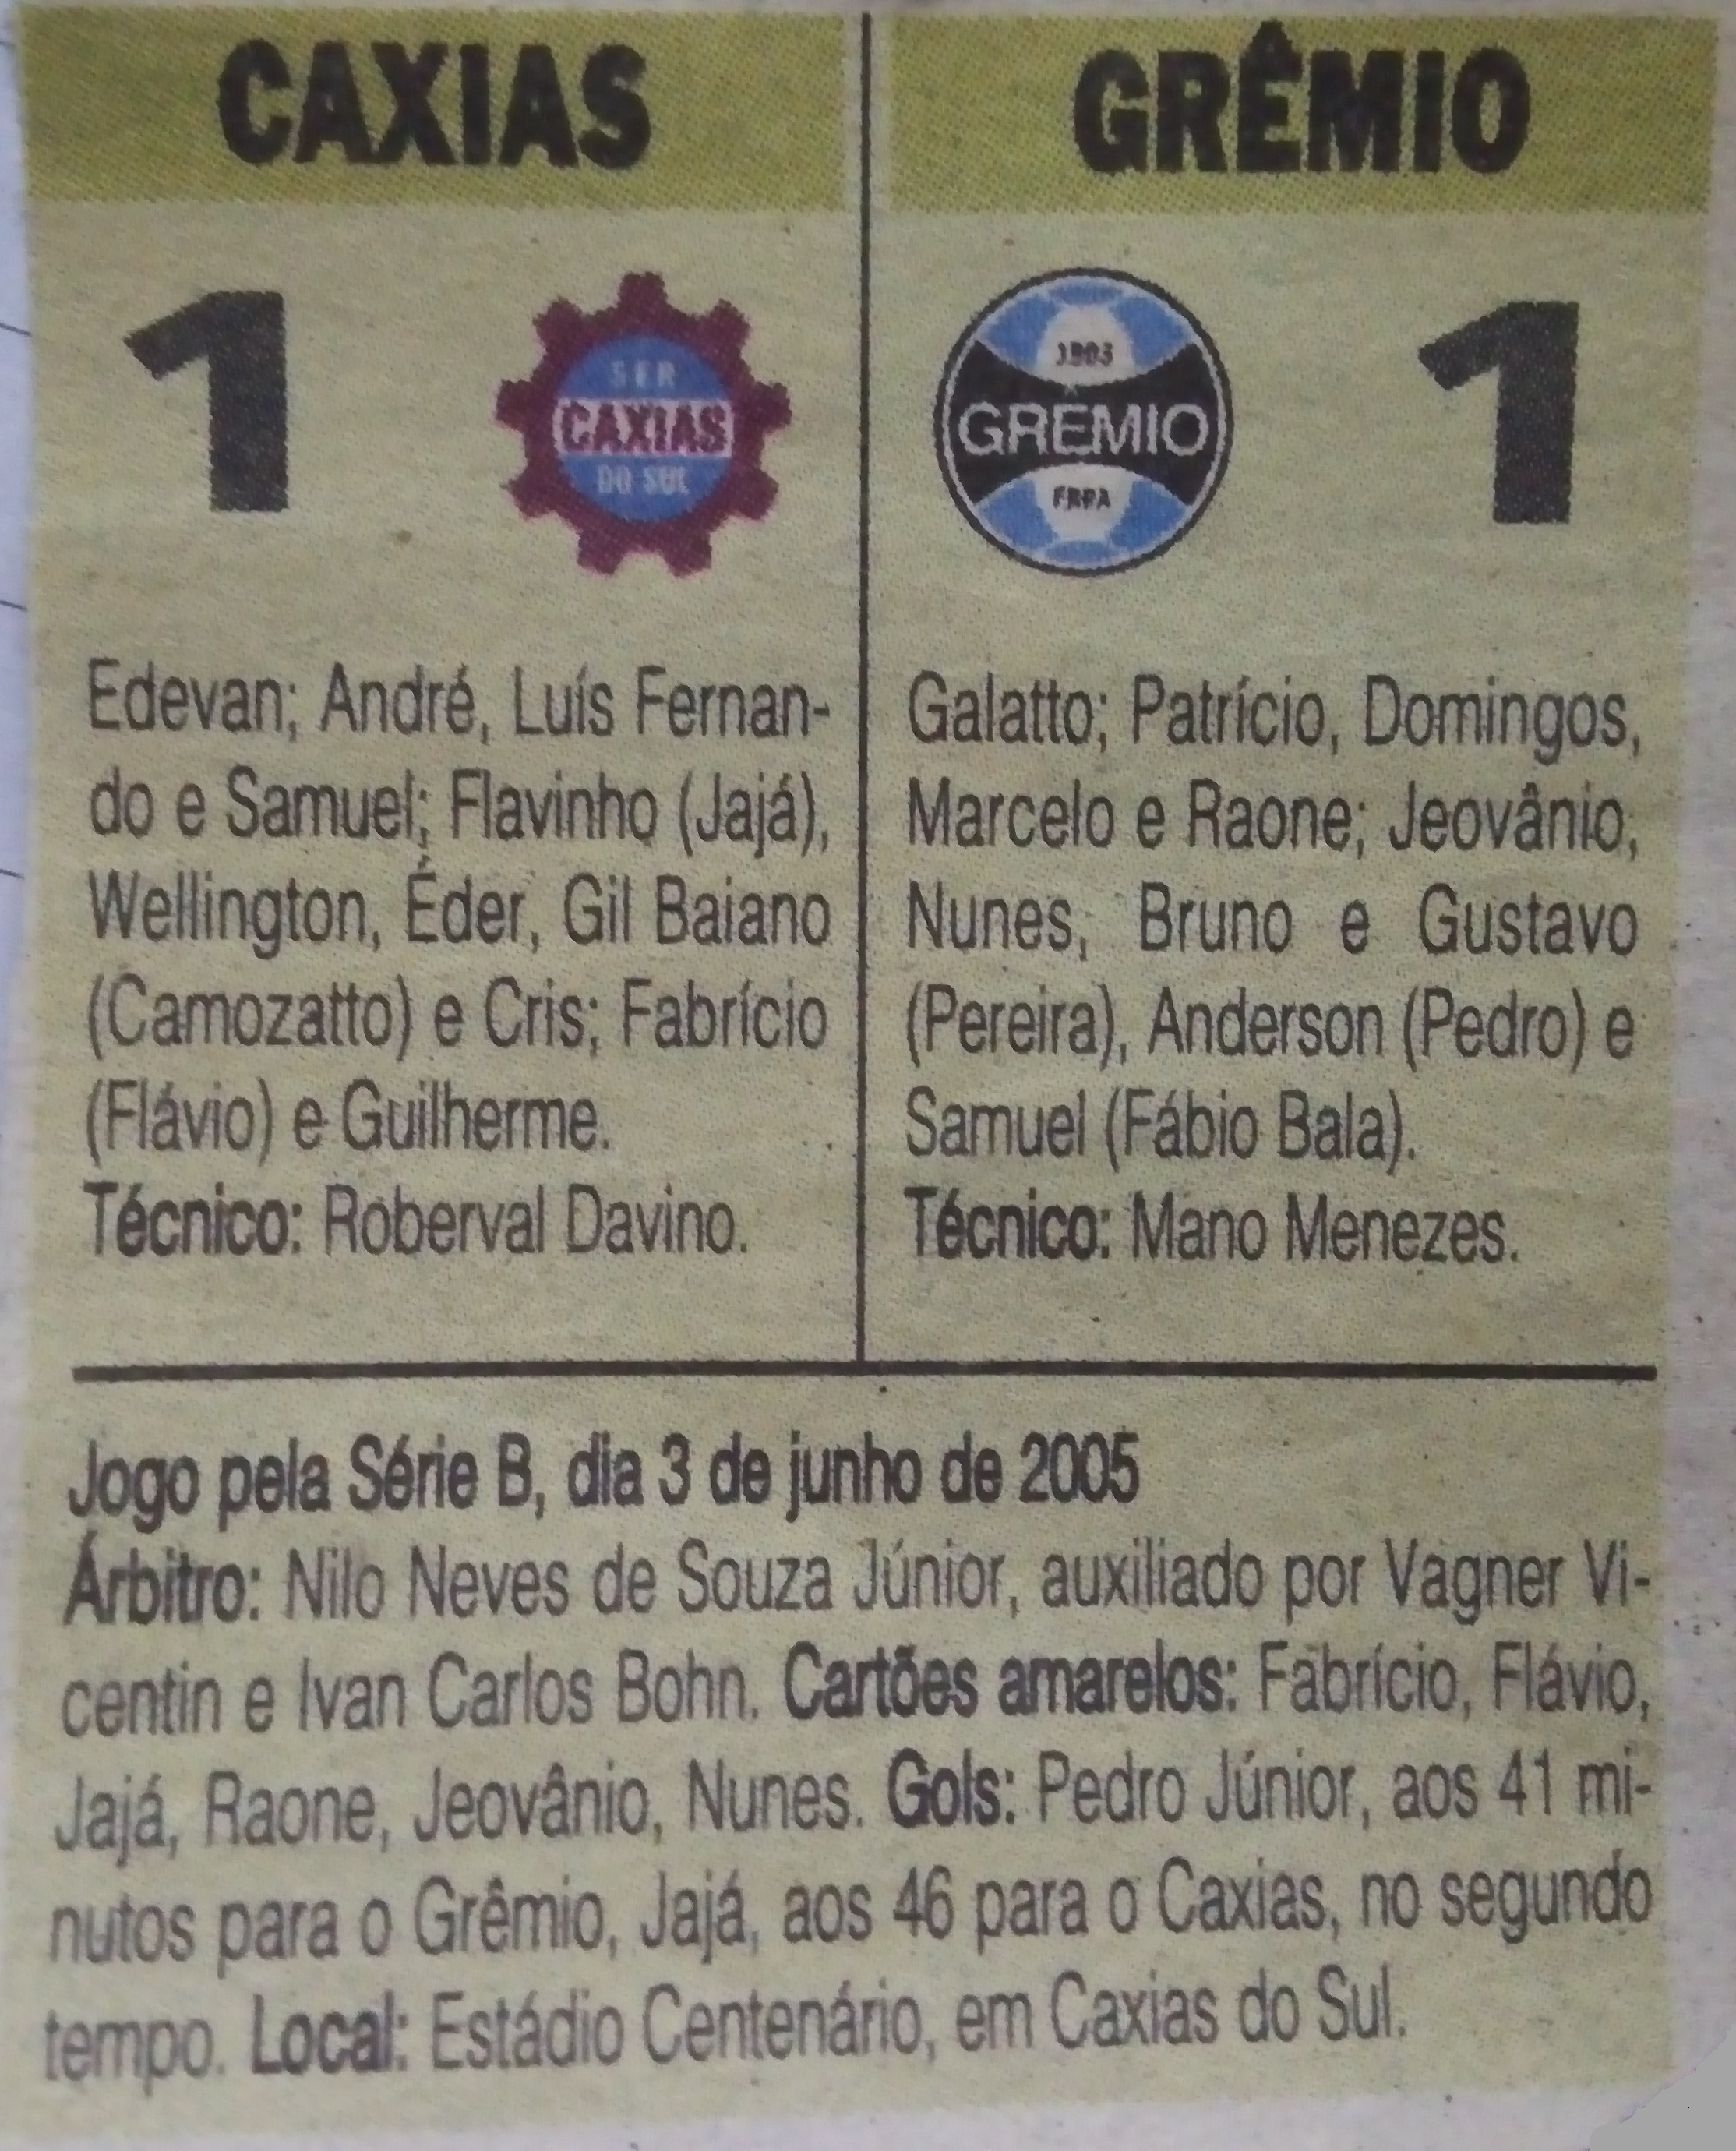 CAXIAS
1
SER
CAXIAS
DO SUL
Edevan; André, Luís Fernan-
do e Samuel; Flavinho (Jajá),
Wellington, Éder, Gil Baiano
(Camozatto) e Cris; Fabrício
(Flávio) e Guilherme.
Técnico: Roberval Davino.
GRÊMIO
1903
GRÊMIO
FBPA
1
Galatto; Patrício, Domingos,
Marcelo e Raone; Jeovânio,
Nunes, Bruno e Gustavo
(Pereira), Anderson (Pedro) e
Samuel (Fábio Bala).
Técnico: Mano Menezes.
Jogo pela Série B, dia 3 de junho de 2005
Árbitro: Nilo Neves de Souza Júnior, auxiliado por Vagner Vi-
centin e Ivan Carlos Bohn. Cartões amarelos: Fabrício, Flávio,
Jajá, Raone, Jeovânio, Nunes. Gols: Pedro Júnior, aos 41 mi-
nutos para o Grêmio, Jajá, aos 46 para o Caxias, no segundo
tempo. Local: Estádio Centenário, em Caxias do Sul.